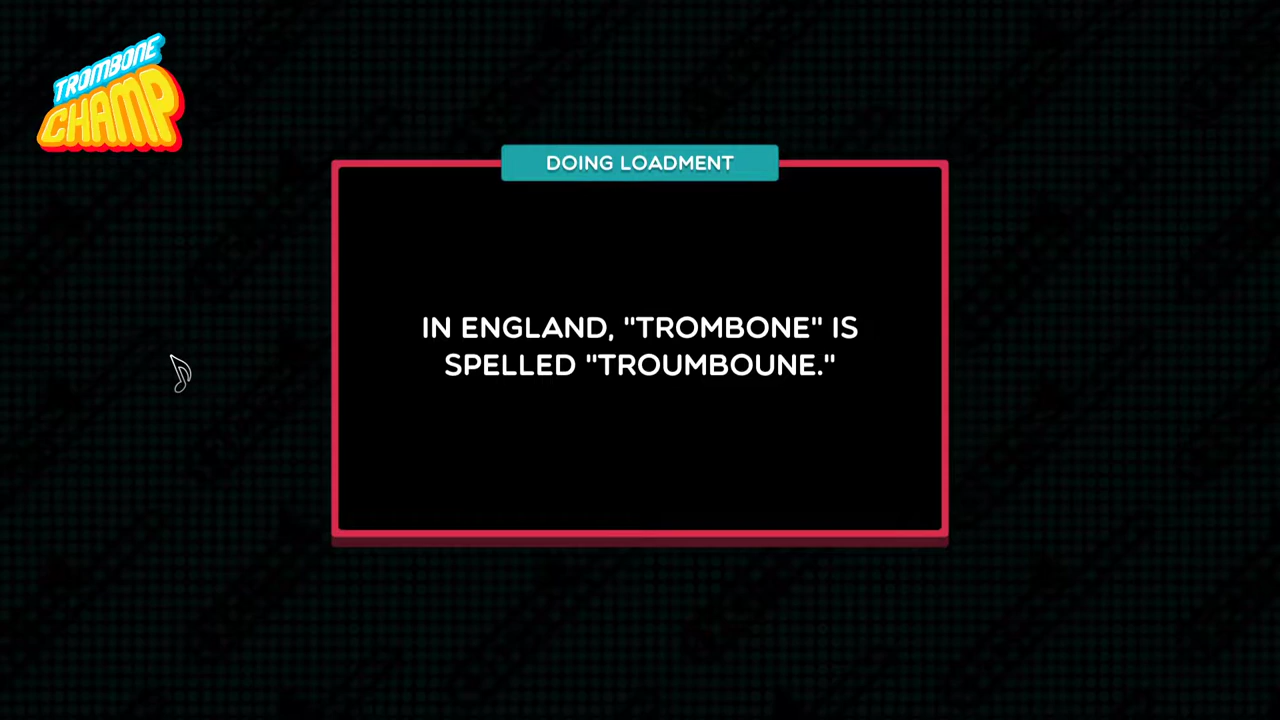 TROMBONE
CHAMP
DOING LOADMENT
IN ENGLAND, "TROMBONE" IS
SPELLED "TROUMBOUNE."